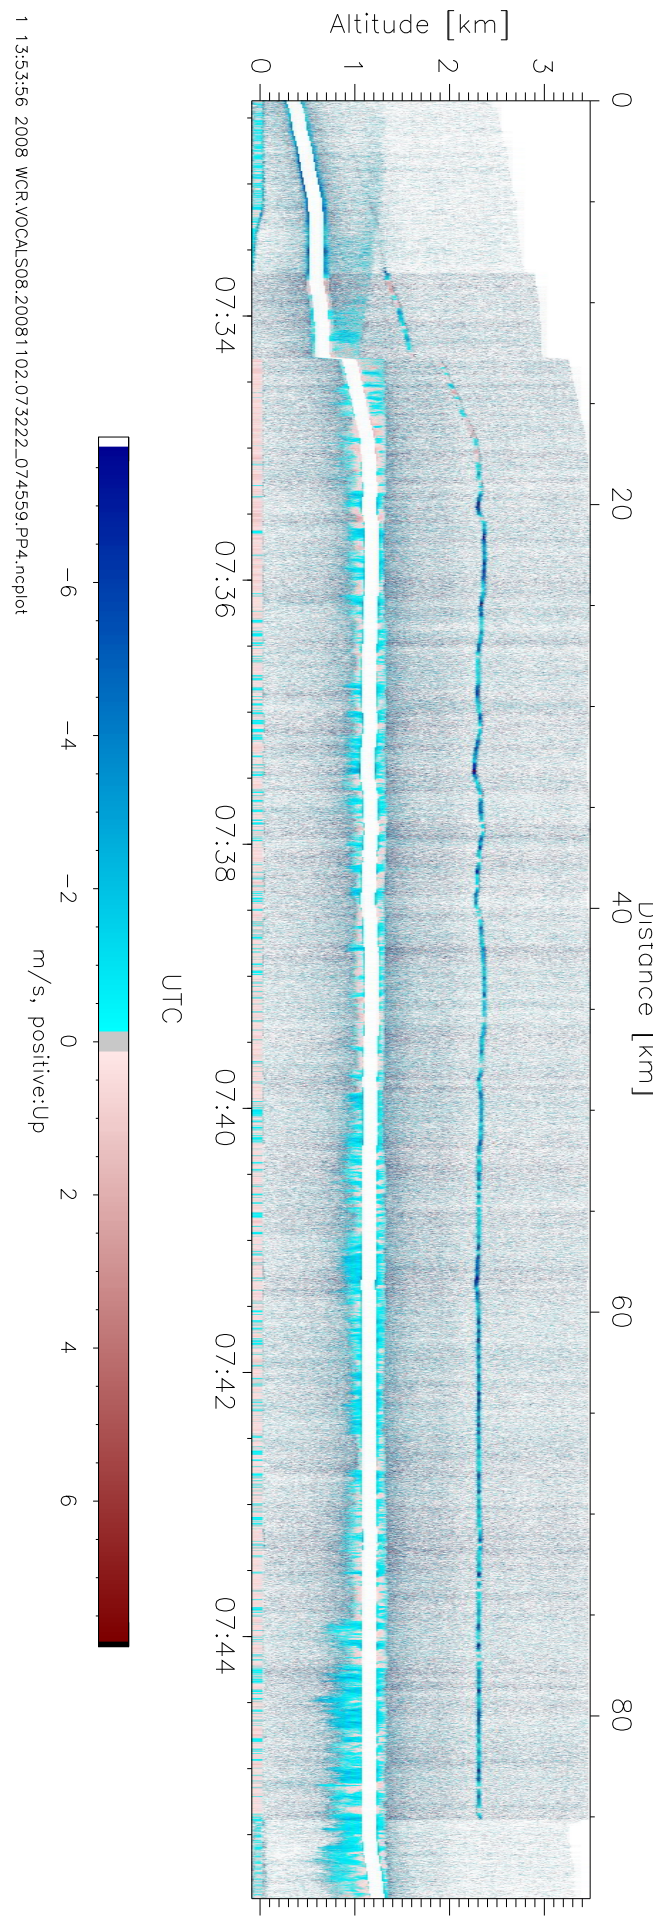 Distance [km]
0 20 40 60 80
Altitude [km]
3
2
1
0
07:34 07:36 07:38 07:40 07:42 07:44
UTC
-6 -4 -2 0 2 4 6
m/s, positive:Up
1 13:53:56 2008 WCR.VOCALS08.20081102.073222_074559.PP4.ncplot